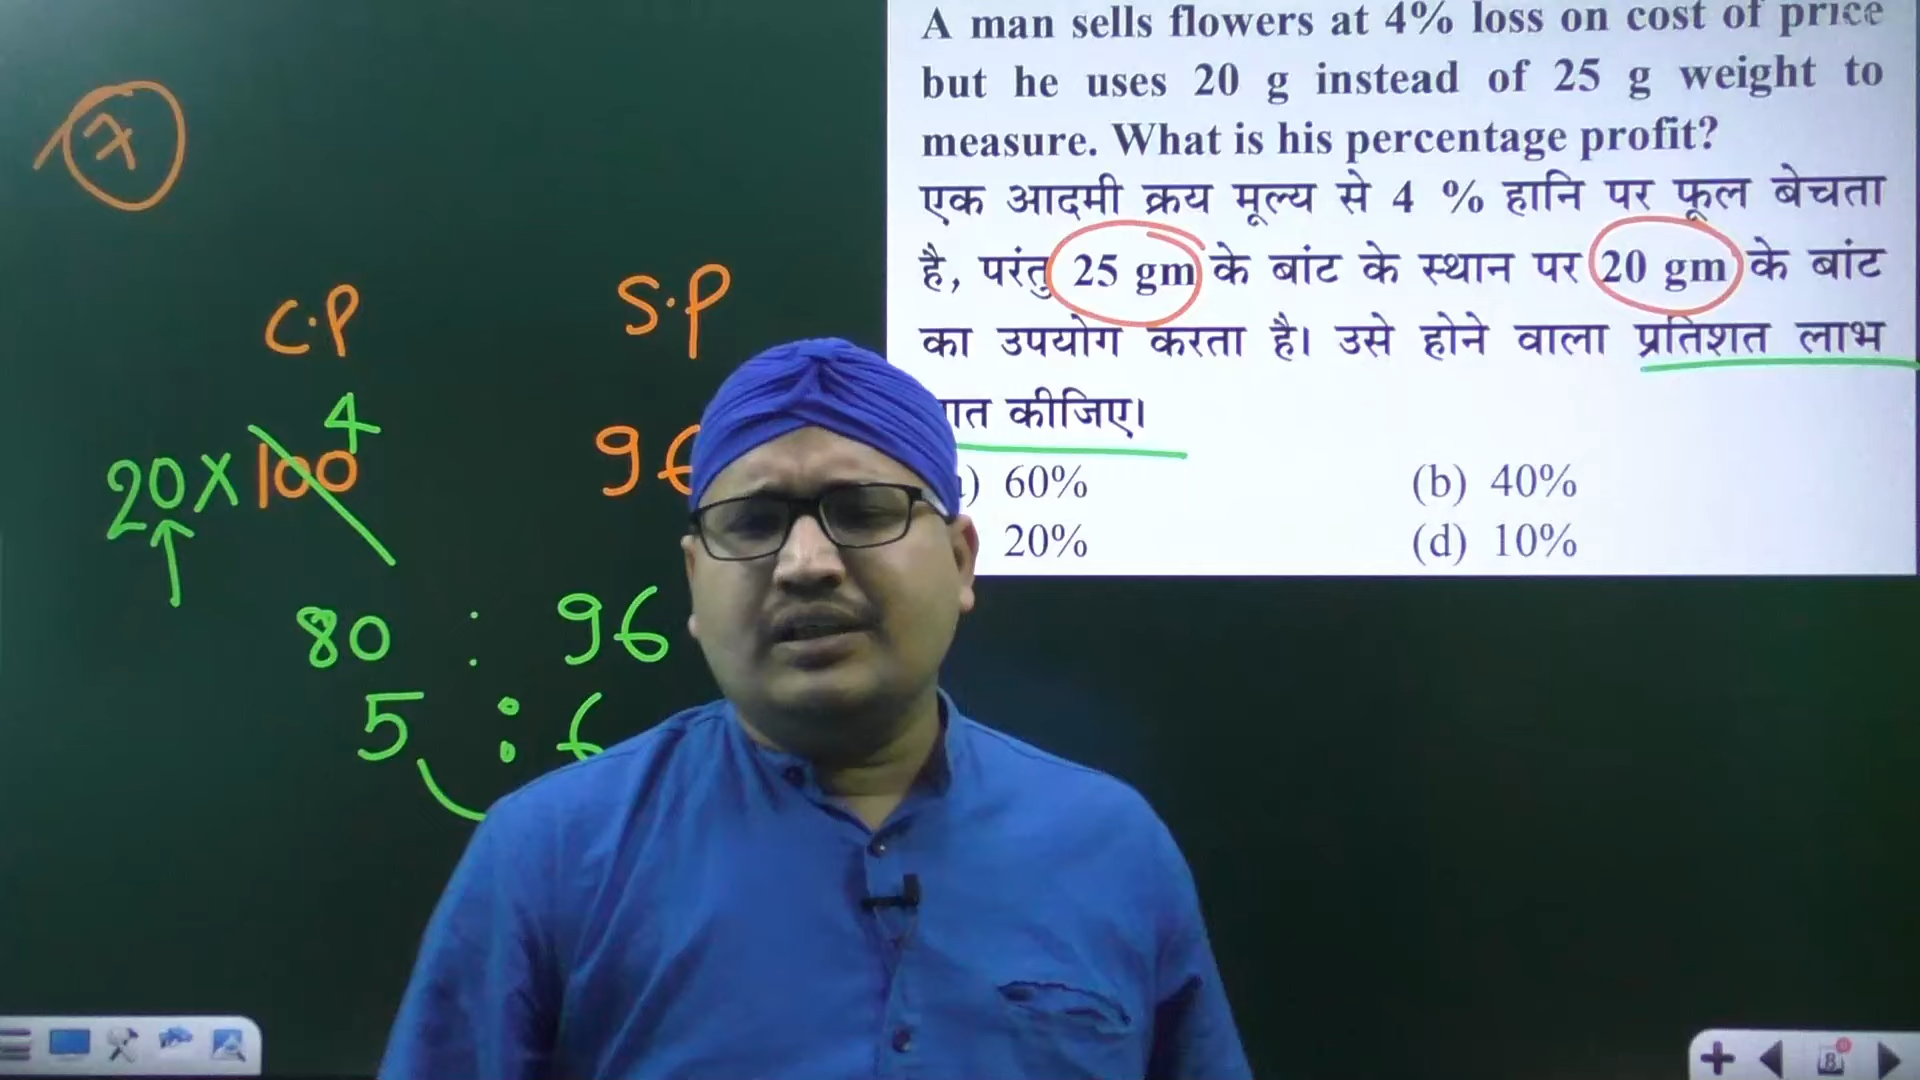 A man sells flowers at 4% loss on cost of price
but he uses 20 g instead of 25 g weight to
measure. What is his percentage profit?
एक आदमी क्रय मूल्य से 4 % हानि पर फूल बेचता
है, परंतु 25 gm के बांट के स्थान पर 20 gm के बांट
का उपयोग करता है। उसे होने वाला प्रतिशत लाभ
कीजिए।
60% (b) 40%
20% (d) 10%
C.P S.P
4
20 x 100 96
80 : 96
5 : 6